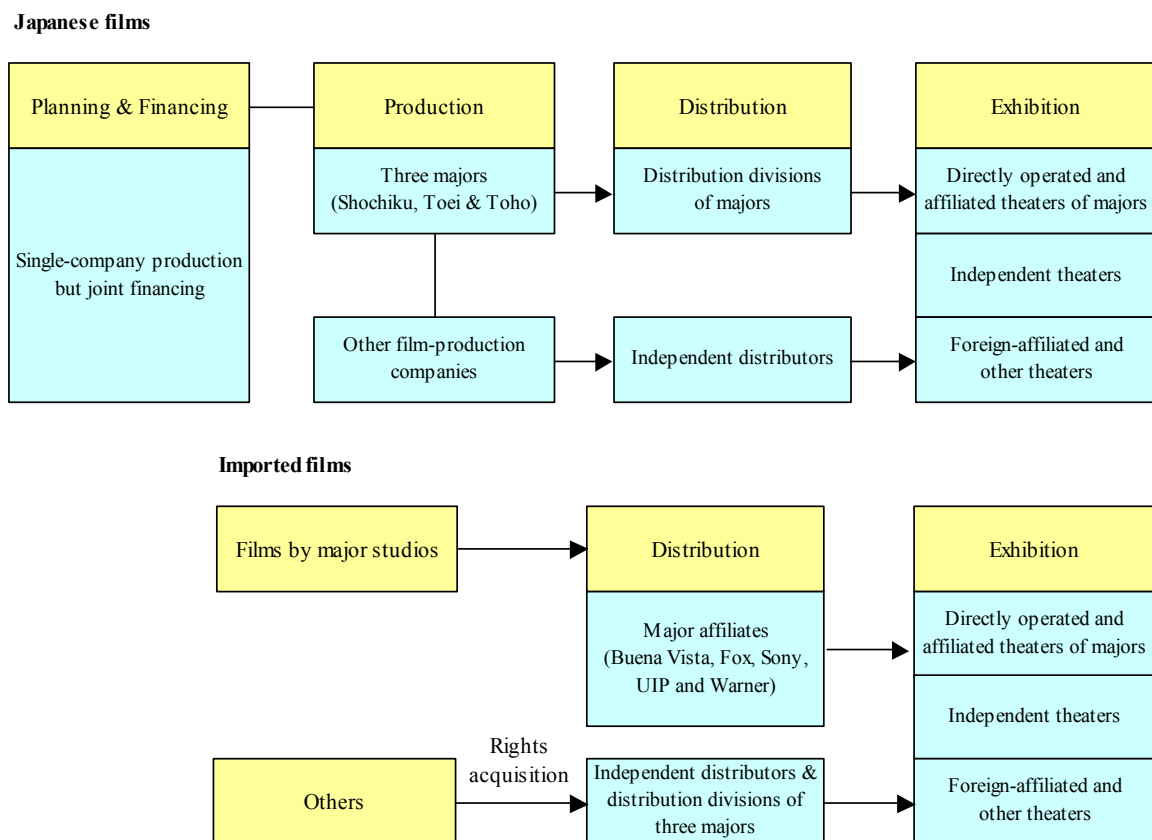 Japanese films
Planning & Financing
Production
Distribution
Exhibition
Single-company production
but joint financing
Three majors
(Shochiku, Toei & Toho)
Distribution divisions
of majors
Directly operated and
affiliated theaters of majors
Independent theaters
Other film-production
companies
Independent distributors
Foreign-affiliated and
other theaters
Imported films
Films by major studios
Distribution
Exhibition
Major affiliates
(Buena Vista, Fox, Sony,
UIP and Warner)
Directly operated and
affiliated theaters of majors
Independent theaters
Others
Rights
acquisition
Independent distributors &
distribution divisions of
three majors
Foreign-affiliated and
other theaters